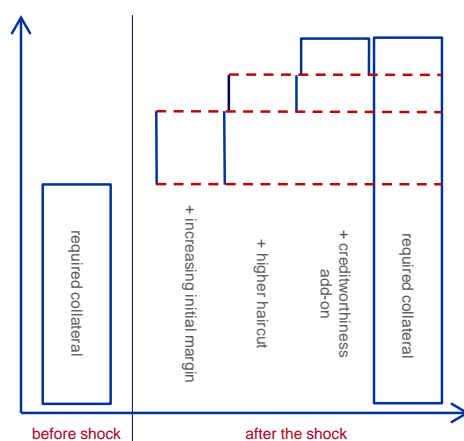 required collateral
+ increasing initial margin
+ higher haircut
+ creditworthiness
add-on
required collateral
before shock
after the shock